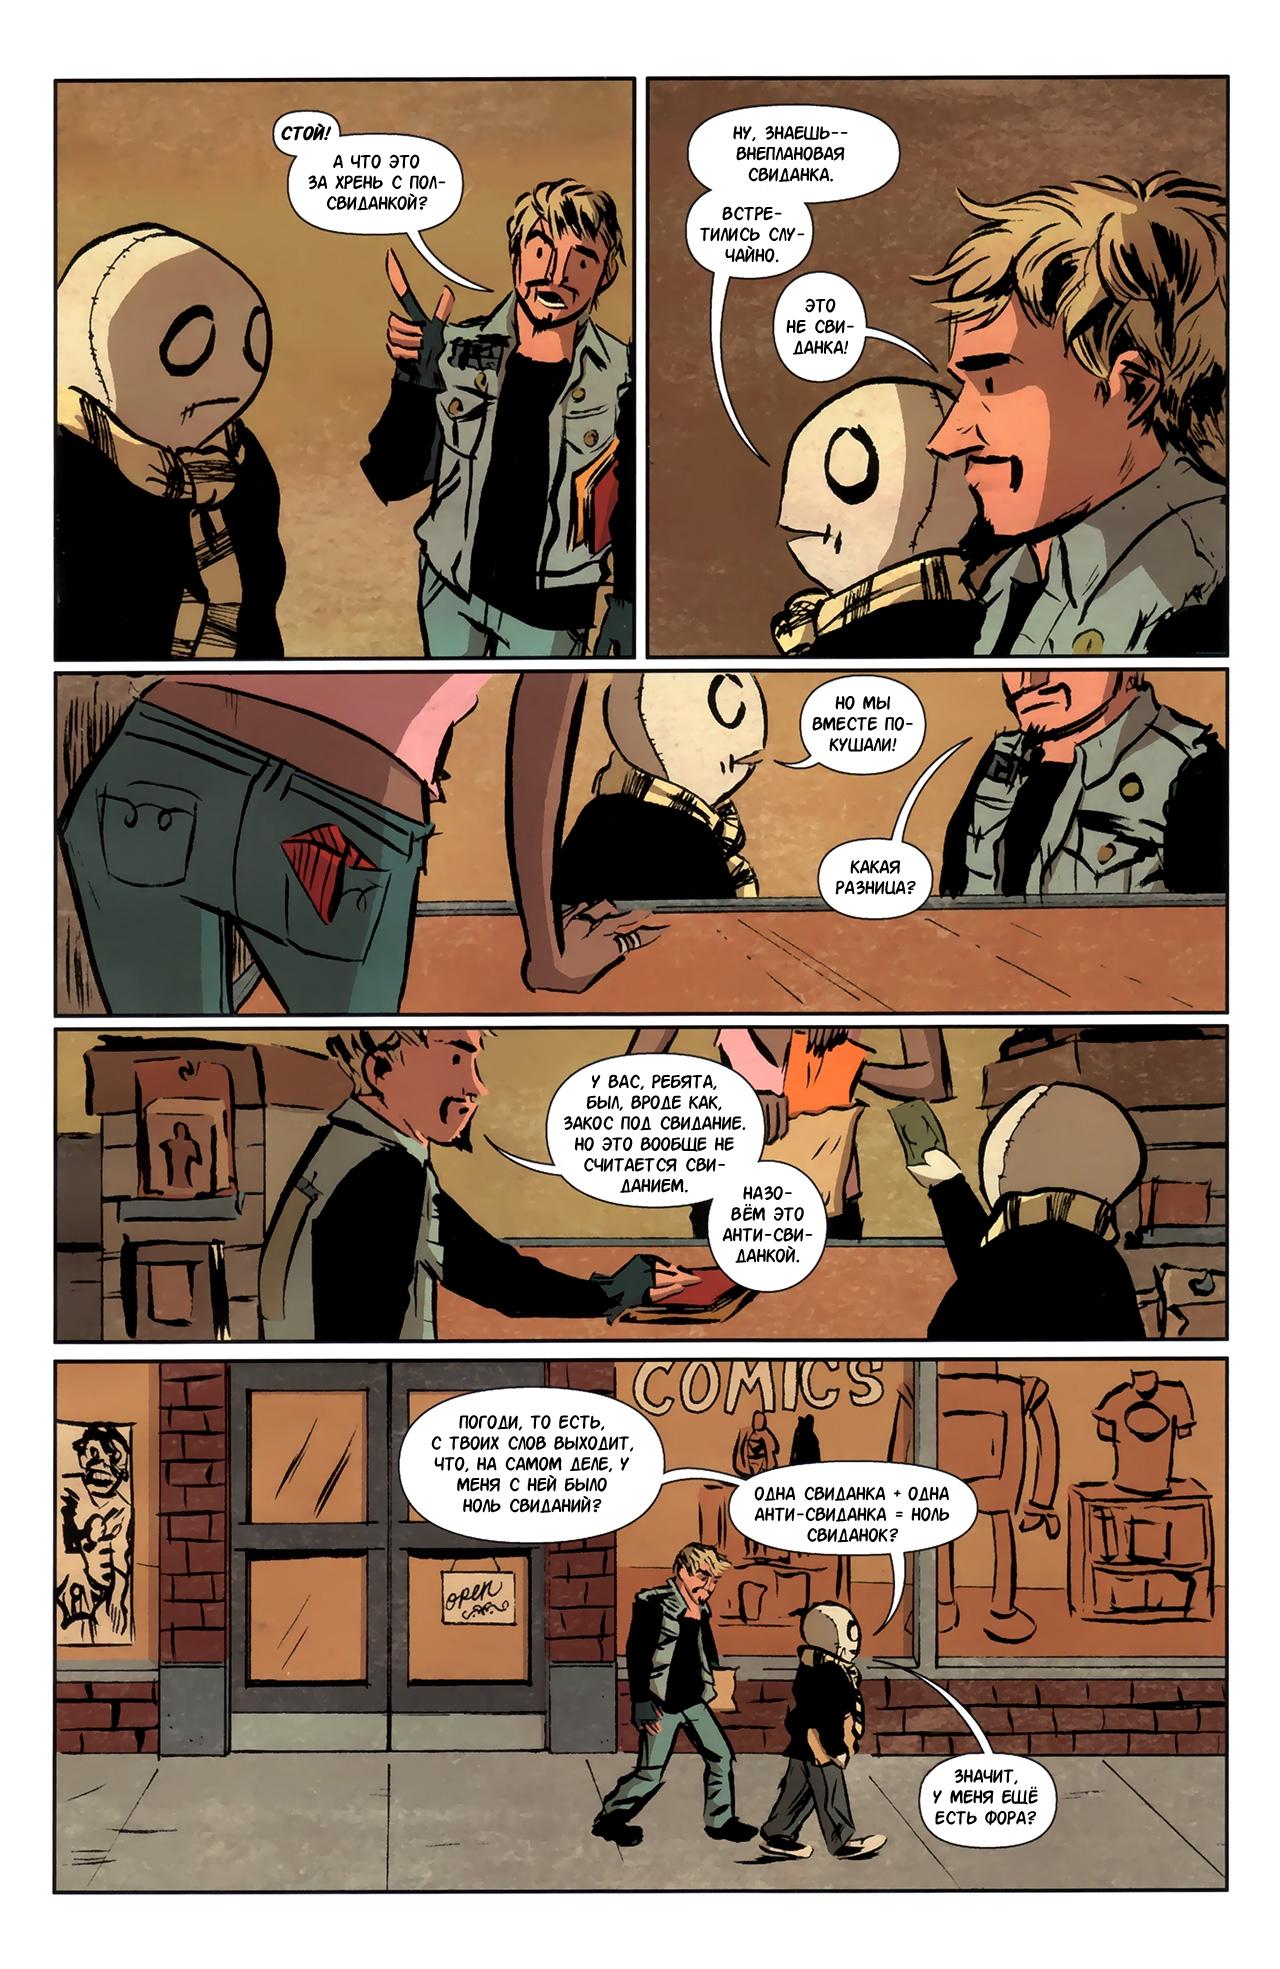 СТОЙ!
А ЧТО ЭТО
ЗА ХРЕНЬ С ПОЛ-
СВИДАНКОЙ?
НУ, ЗНАЕШЬ--
ВНЕПЛАНОВАЯ
СВИДАНКА.
ВСТРЕ-
ТИЛИСЬ СЛУ-
ЧАЙНО.
ЭТО
НЕ СВИ-
ДАНКА!
НО МЫ
ВМЕСТЕ ПО-
КУШАЛИ!
КАКАЯ
РАЗНИЦА?
У ВАС, РЕБЯТА,
БЫЛ, ВРОДЕ КАК,
ЗАКОС ПОД СВИДАНИЕ.
НО ЭТО ВООБЩЕ НЕ
СЧИТАЕТСЯ СВИ-
ДАНИЕМ.
НАЗО-
ВЁМ ЭТО
АНТИ-СВИ-
ДАНКОЙ.
COMICS
ПОГОДИ, ТО ЕСТЬ,
С ТВОИХ СЛОВ ВЫХОДИТ,
ЧТО, НА САМОМ ДЕЛЕ, У
МЕНЯ С НЕЙ БЫЛО
НОЛЬ СВИДАНИЙ?
ОДНА СВИДАНКА + ОДНА
АНТИ-СВИДАНКА = НОЛЬ
СВИДАНОК?
OPEN
ЗНАЧИТ,
У МЕНЯ ЕЩЁ
ЕСТЬ ФОРА?